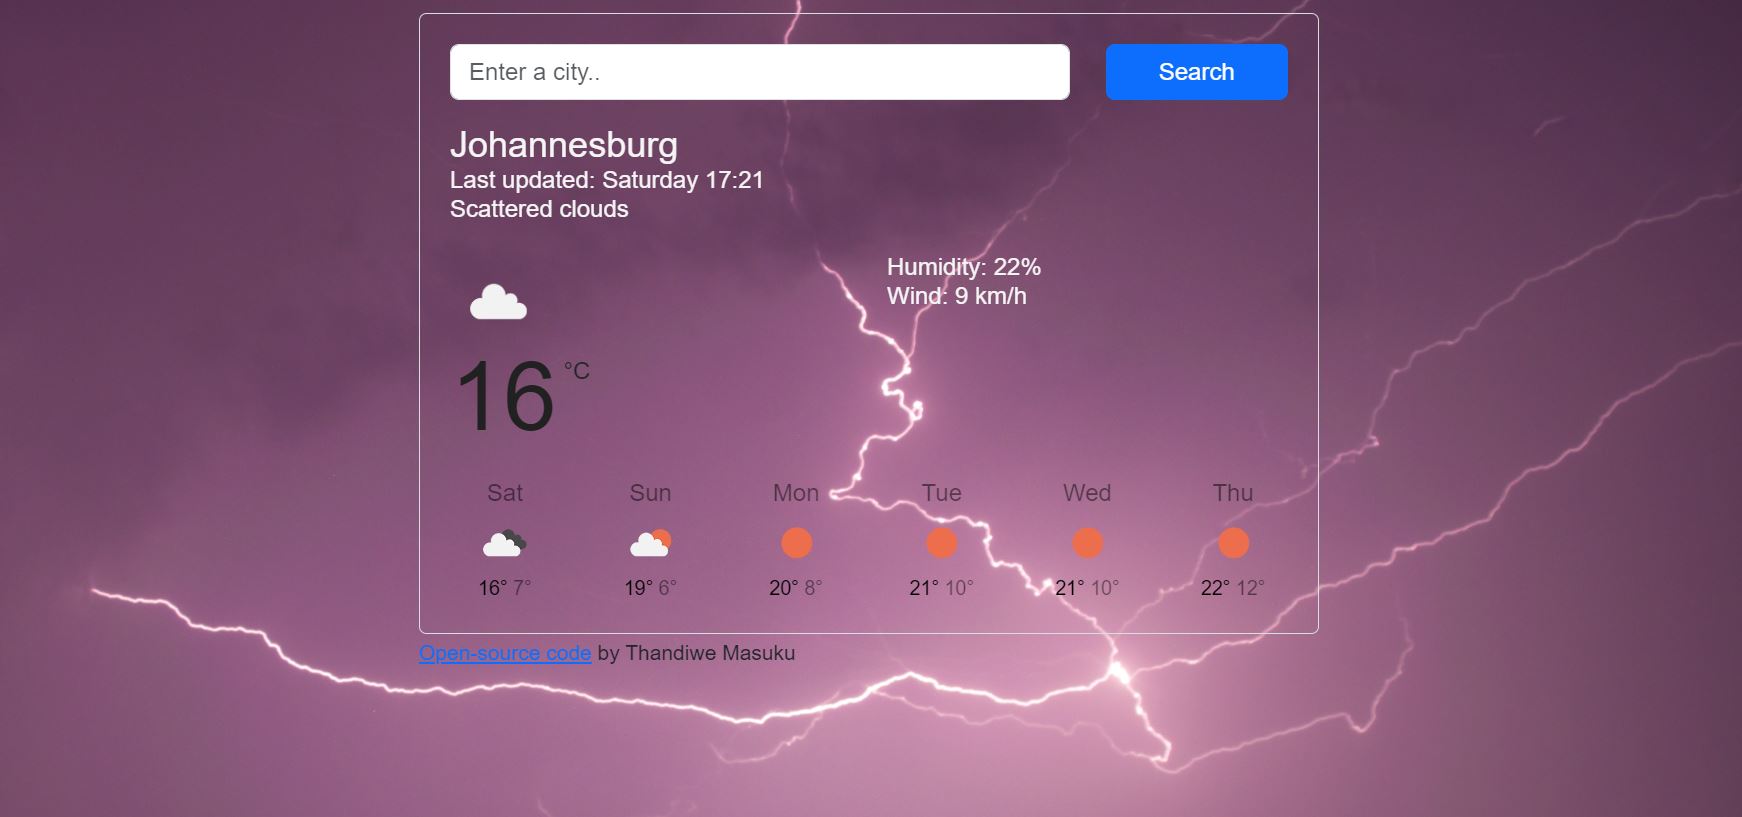 Enter a city..
Search
Johannesburg
Last updated: Saturday 17:21
Scattered clouds
Humidity: 22%
Wind: 9 km/h
16 °C
Sat Sun Mon Tue Wed Thu
16° 7° 19° 6° 20° 8° 21° 10° 21° 10° 22° 12°
Open-source code by Thandiwe Masuku